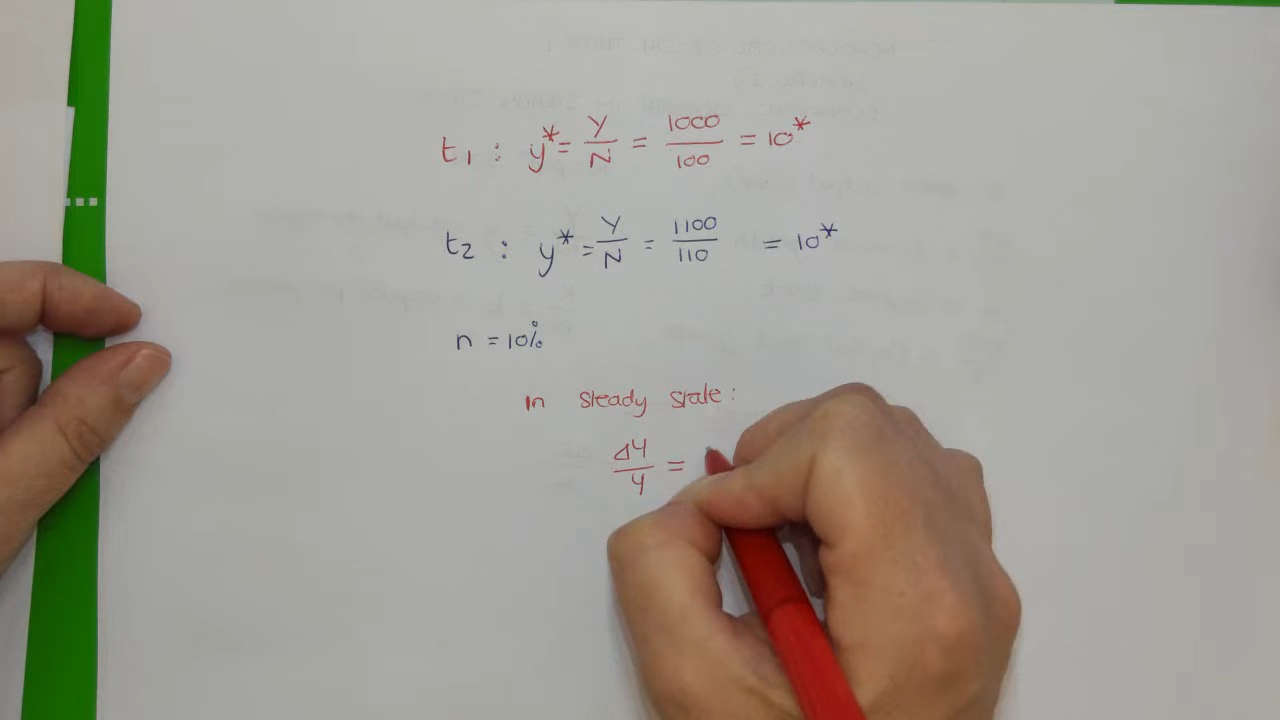 t1 : y* = Y/N = 1000/100 = 10*
t2 : y* = Y/N = 1100/110 = 10*
n = 10%
In steady state:
ΔY/Y =